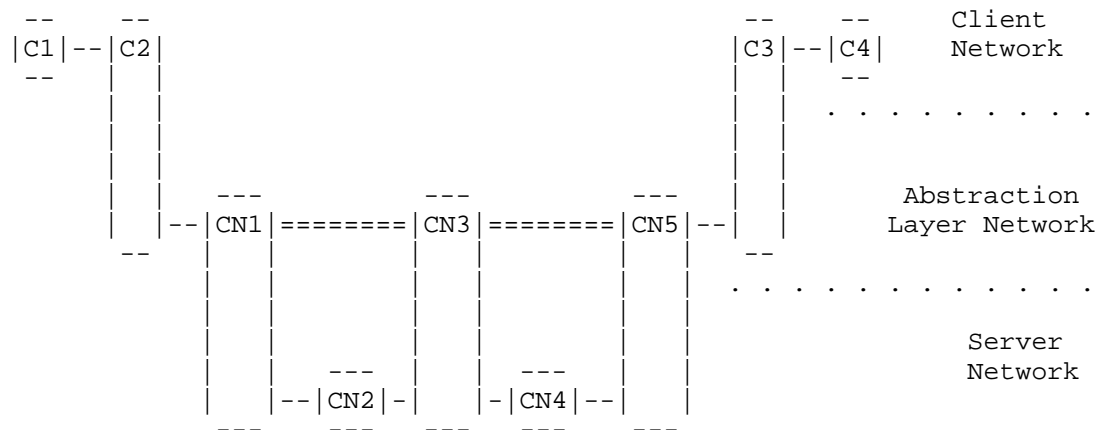 --       --                                      --     --      Client
|C1|--|C2|                                    |C3|--|C4|    Network
--    |  |                                    |  |   --
      |  |                                    |  |  . . . . . . . . .
      |  |                                    |  |
      |  |                                    |  |
      |  |   ---          ---          ---    |  |     Abstraction
      |  |--|CN1|========|CN3|========|CN5|--|  |    Layer Network
       --   |   |        |   |        |   |   --
            |   |        |   |        |   |  . . . . . . . . . . . .
            |   |        |   |        |   |
            |   |        |   |        |   |            Server
            |   |  ---   |   |  ---   |   |            Network
            |   |--|CN2|-|   |-|CN4|--|   |
             ---   ---    ---   ---    ---